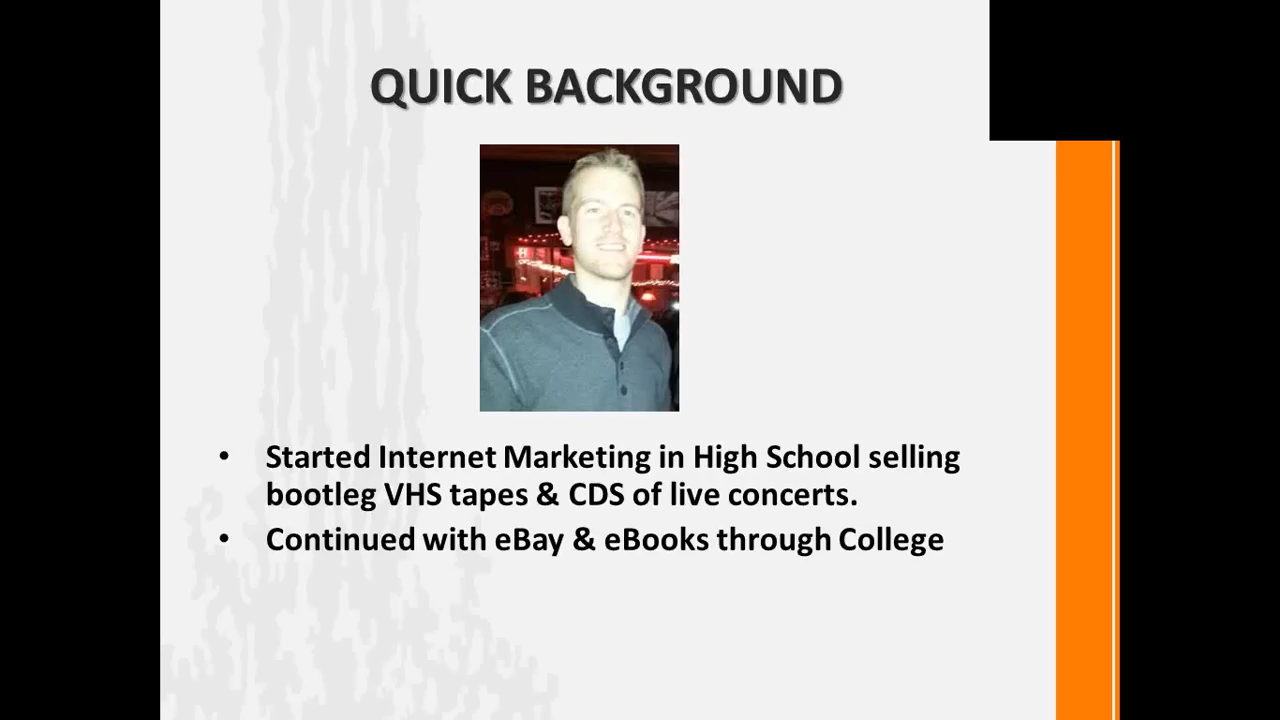 QUICK BACKGROUND
• Started Internet Marketing in High School selling
bootleg VHS tapes & CDS of live concerts.
• Continued with eBay & eBooks through College